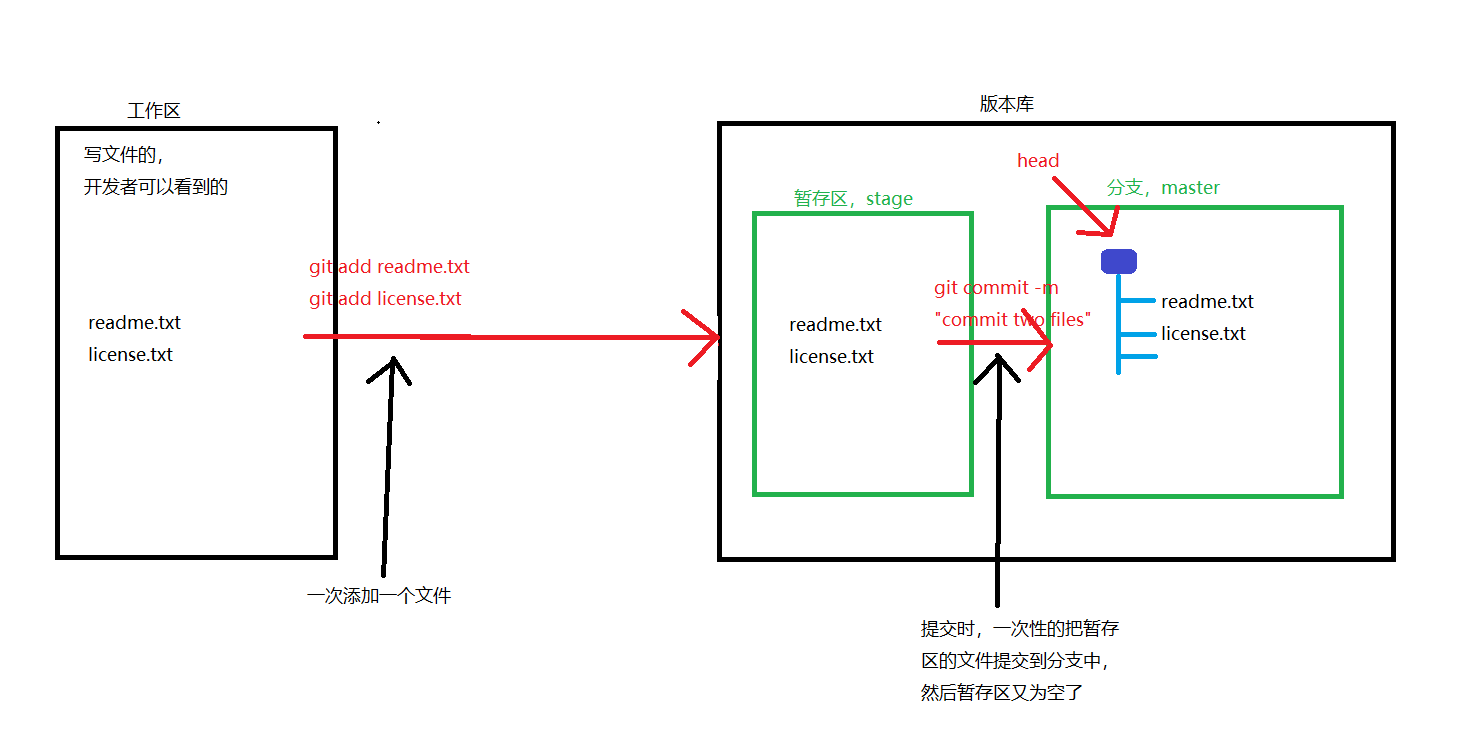 工作区
写文件的，
开发者可以看到的
readme.txt
license.txt
git add readme.txt
git add license.txt
一次添加一个文件
版本库
暂存区，stage
readme.txt
license.txt
git commit -m
"commit two files"
head
分支，master
readme.txt
license.txt
提交时，一次性的把暂存
区的文件提交到分支中，
然后暂存区又为空了